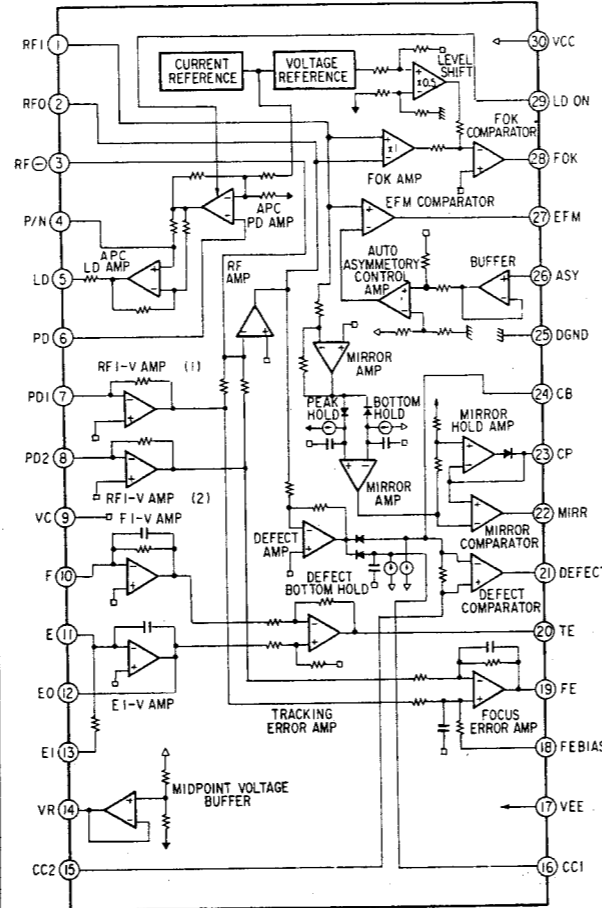 RFI 1
RFO 2
RF⊖ 3
P/N 4
LD 5
PD 6
PD1 7
PD2 8
VC 9
F 10
E 11
EO 12
EI 13
VR 14
CC2 15
30 VCC
29 LD ON
28 FOK
27 EFM
26 ASY
25 DGND
24 CB
23 CP
22 MIRR
21 DEFECT
20 TE
19 FE
18 FEBIAS
17 VEE
16 CC1
CURRENT
REFERENCE
VOLTAGE
REFERENCE
LEVEL
SHIFT
+
×0.5
−
FOK
COMPARATOR
×1
FOK AMP
EFM COMPARATOR
APC
PD AMP
APC
LD AMP
RF
AMP
AUTO
ASYMMETORY
CONTROL
AMP
BUFFER
MIRROR
AMP
RF I-V AMP (1)
PEAK
HOLD
BOTTOM
HOLD
MIRROR
HOLD AMP
RF I-V AMP (2)
MIRROR AMP
MIRROR
COMPARATOR
F I-V AMP
DEFECT
AMP
DEFECT
BOTTOM HOLD
DEFECT
COMPARATOR
E I-V AMP
TRACKING
ERROR AMP
FOCUS
ERROR AMP
MIDPOINT VOLTAGE
BUFFER